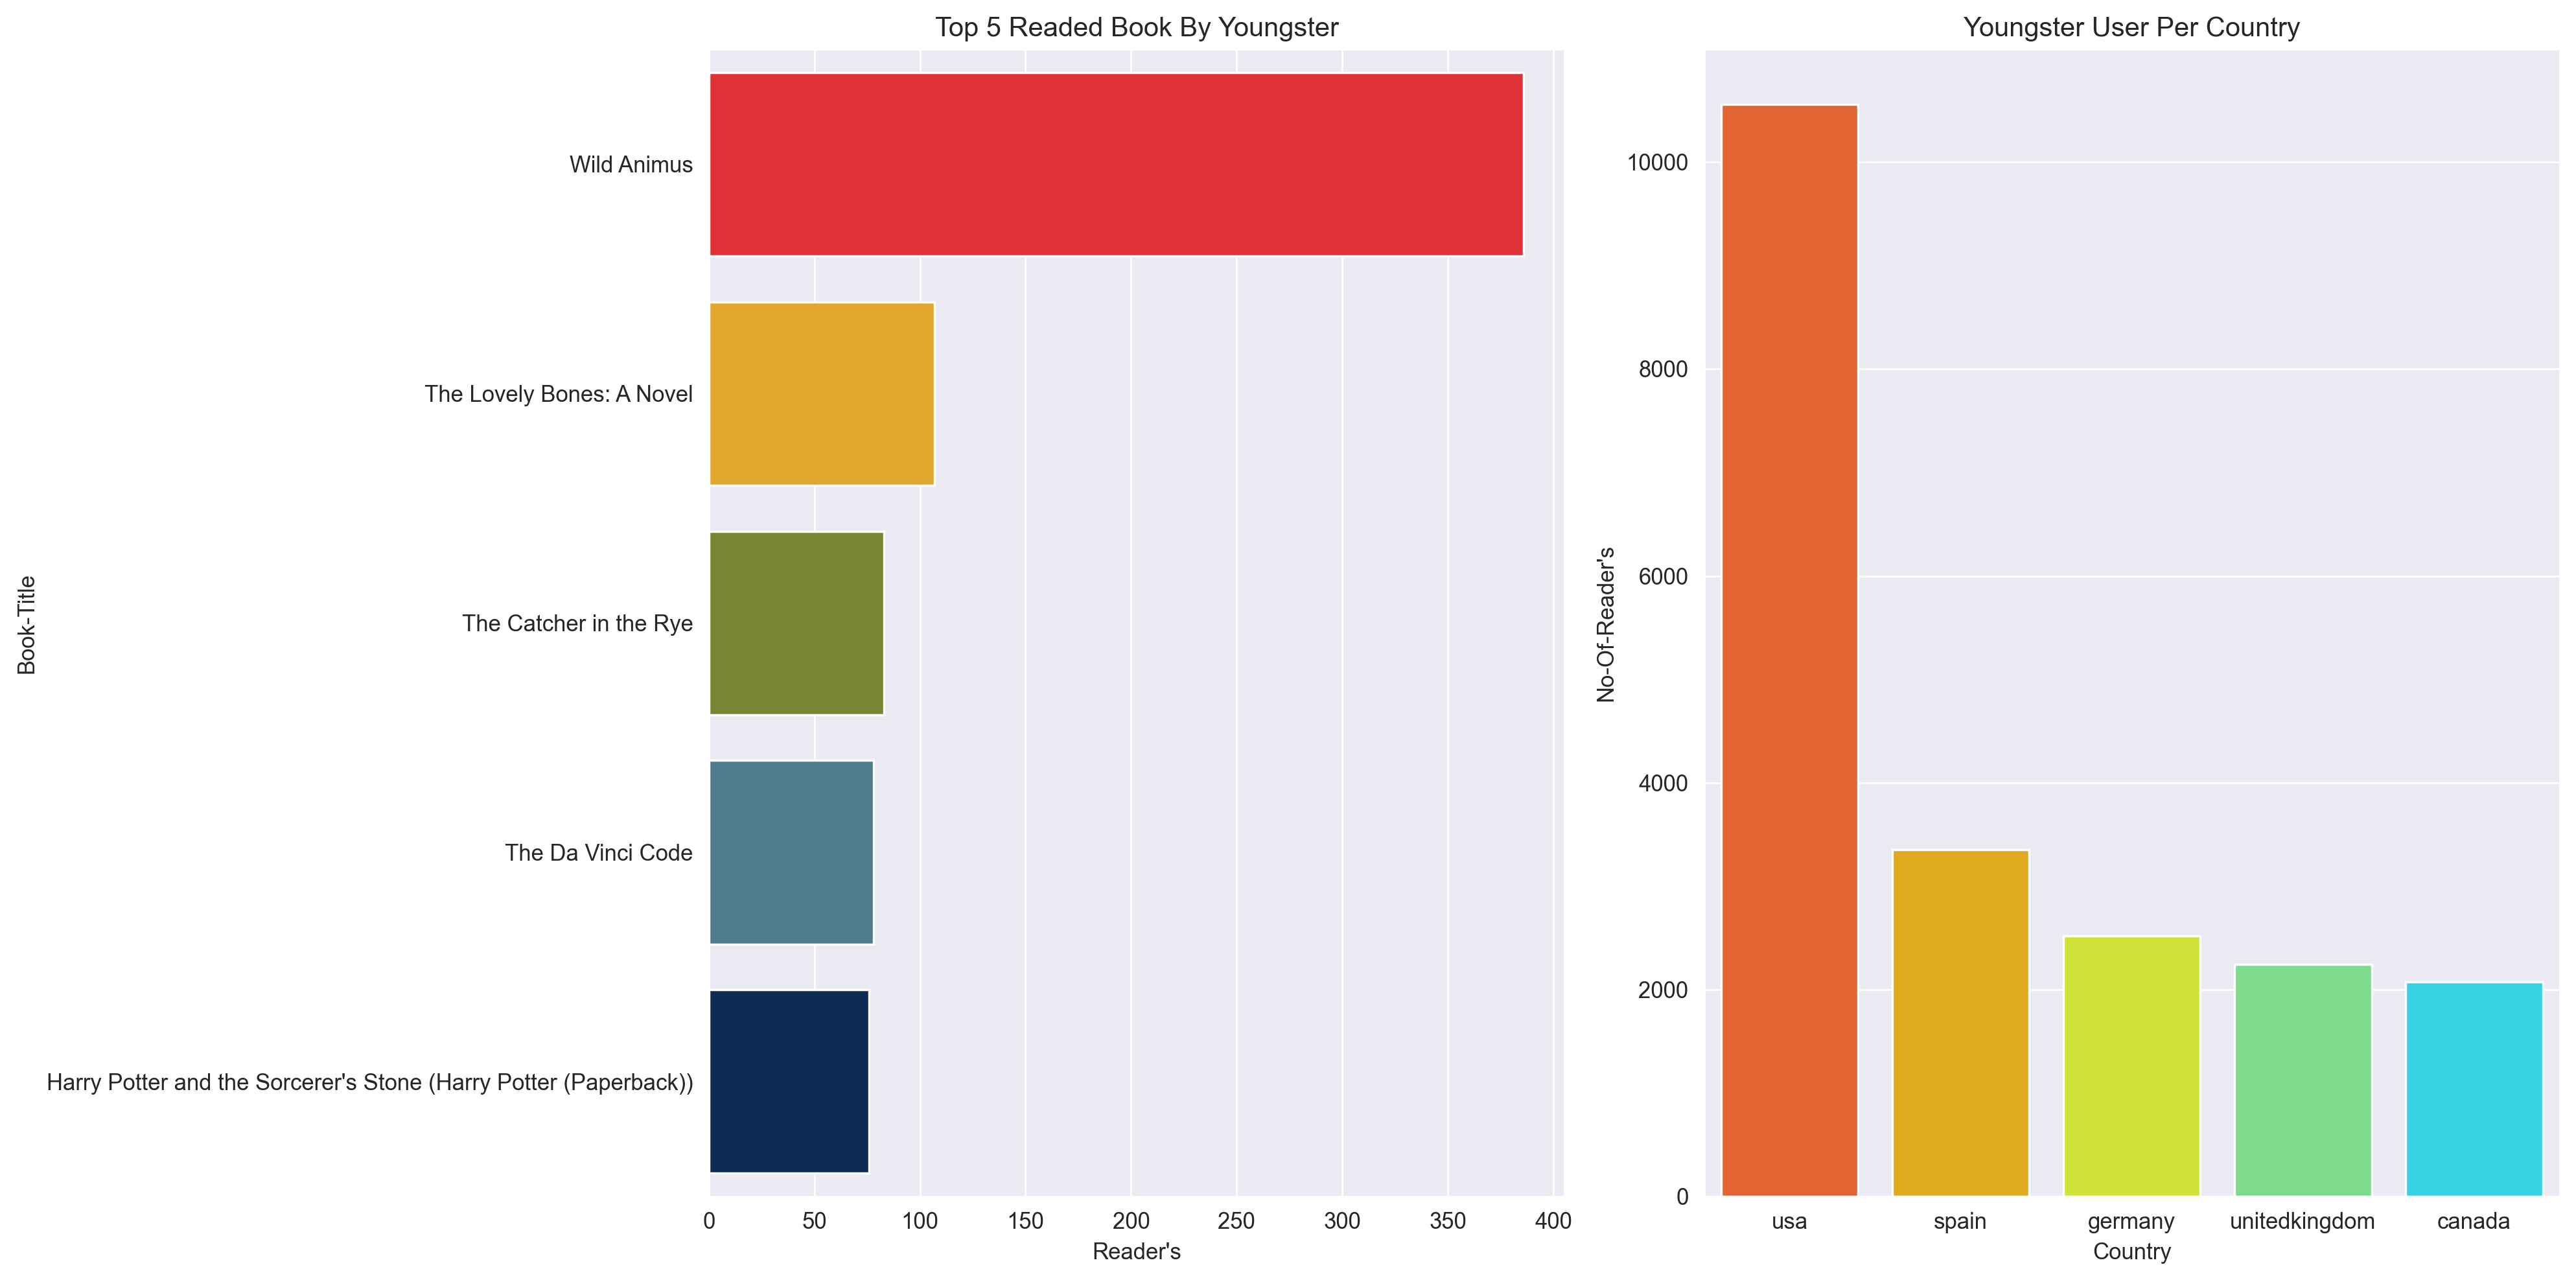 Top 5 Readed Book By Youngster
Book-Title
Wild Animus
The Lovely Bones: A Novel
The Catcher in the Rye
The Da Vinci Code
Harry Potter and the Sorcerer's Stone (Harry Potter (Paperback))
0 50 100 150 200 250 300 350 400
Reader's
Youngster User Per Country
No-Of-Reader's
10000
8000
6000
4000
2000
0
usa spain germany unitedkingdom canada
Country